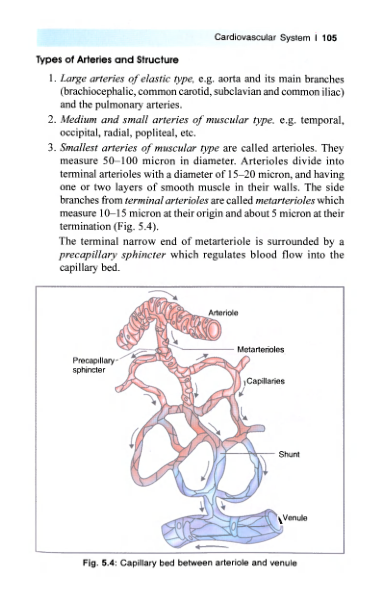 Cardiovascular System I 105
Types of Arteries and Structure
1. Large arteries of elastic type, e.g. aorta and its main branches
(brachiocephalic, common carotid, subclavian and common iliac)
and the pulmonary arteries.
2. Medium and small arteries of muscular type, e.g. temporal,
occipital, radial, popliteal, etc.
3. Smallest arteries of muscular type are called arterioles. They
measure 50–100 micron in diameter. Arterioles divide into
terminal arterioles with a diameter of 15–20 micron, and having
one or two layers of smooth muscle in their walls. The side
branches from terminal arterioles are called metarterioles which
measure 10–15 micron at their origin and about 5 micron at their
termination (Fig. 5.4).
The terminal narrow end of metarteriole is surrounded by a
precapillary sphincter which regulates blood flow into the
capillary bed.
Arteriole
Metarterioles
Precapillary
sphincter
Capillaries
Shunt
Venule
Fig. 5.4: Capillary bed between arteriole and venule